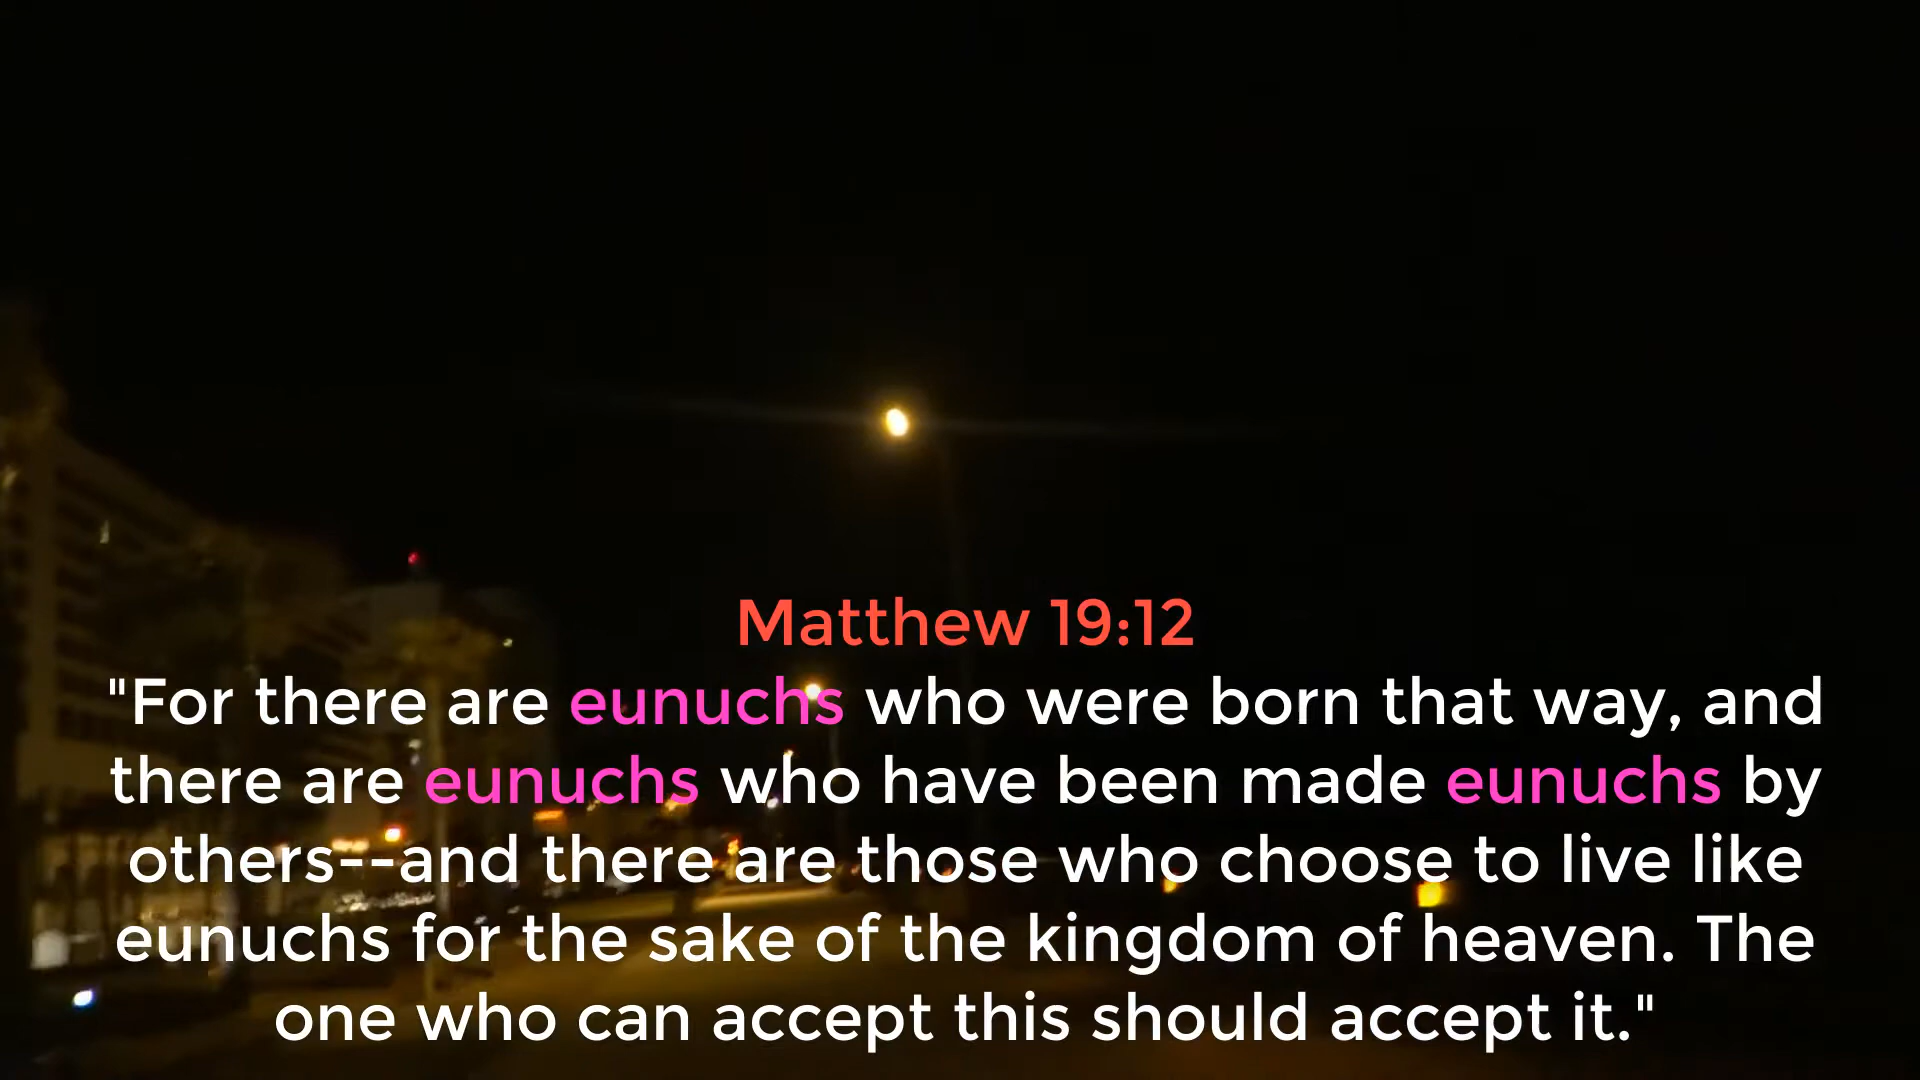 Matthew 19:12
"For there are eunuchs who were born that way, and
there are eunuchs who have been made eunuchs by
others--and there are those who choose to live like
eunuchs for the sake of the kingdom of heaven. The
one who can accept this should accept it."